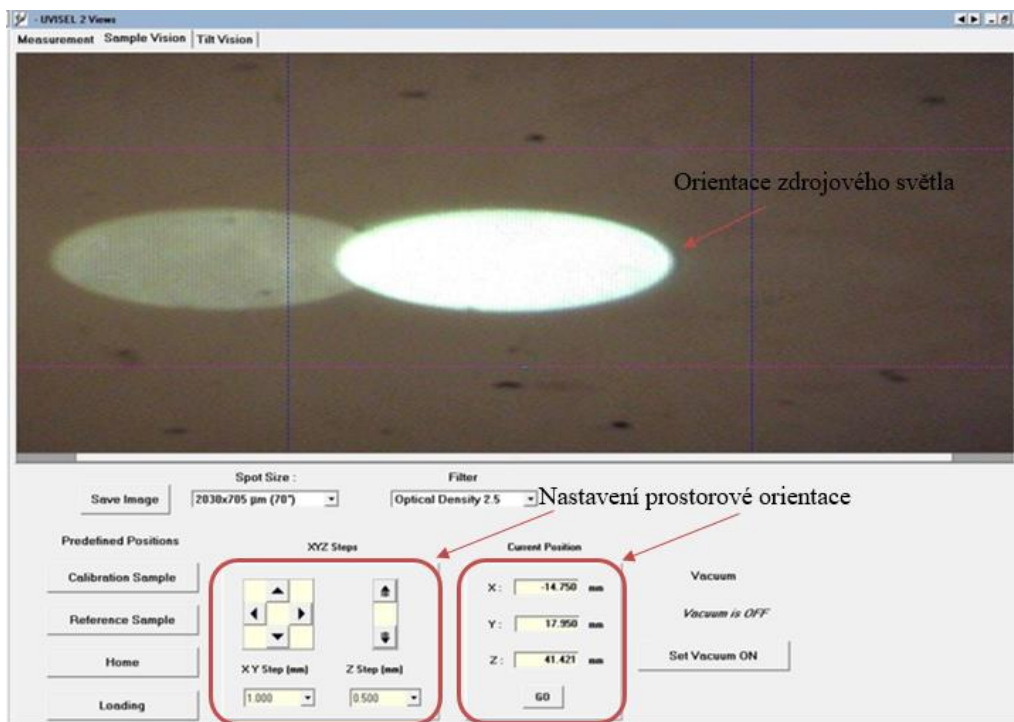 - UVISEL 2 Views
Measurement Sample Vision Tilt Vision
Orientace zdrojového světla
Spot Size : Filter
Save Image 2030x705 µm (70°) Optical Density 2.5 Nastavení prostorové orientace
Predefined Positions XYZ Steps Current Position
Calibration Sample Vacuum
X : -14.750 mm
Reference Sample Vacuum is OFF
Y : 17.950 mm
Home Z : 41.421 mm Set Vacuum ON
X Y Step (mm) Z Step (mm)
Loading 1.000 0.500 GO